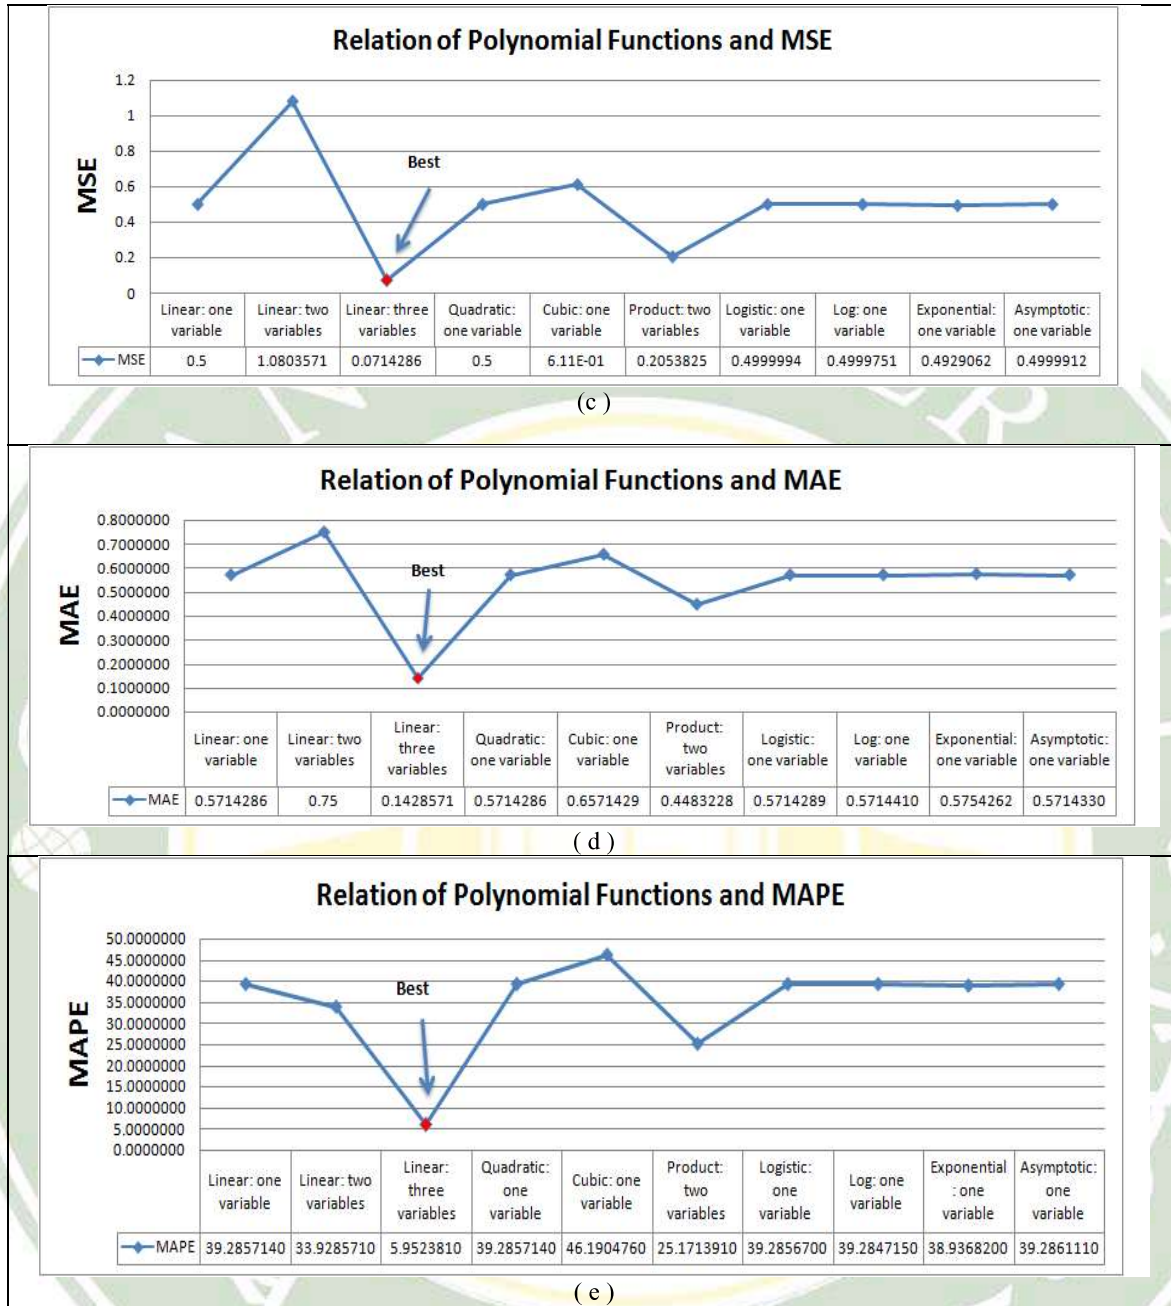 Relation of Polynomial Functions and MSE
MSE
1.2
1
0.8
0.6
0.4
0.2
0
Best
Linear: one variable Linear: two variables Linear: three variables Quadratic: one variable Cubic: one variable Product: two variables Logistic: one variable Log: one variable Exponential: one variable Asymptotic: one variable
MSE 0.5 1.0803571 0.0714286 0.5 6.11E-01 0.2053825 0.4999994 0.4999751 0.4929062 0.4999912
(c )
Relation of Polynomial Functions and MAE
MAE
0.8000000
0.7000000
0.6000000
0.5000000
0.4000000
0.3000000
0.2000000
0.1000000
0.0000000
Best
Linear: one variable Linear: two variables Linear: three variables Quadratic: one variable Cubic: one variable Product: two variables Logistic: one variable Log: one variable Exponential: one variable Asymptotic: one variable
MAE 0.5714286 0.75 0.1428571 0.5714286 0.6571429 0.4483228 0.5714289 0.5714410 0.5754262 0.5714330
( d )
Relation of Polynomial Functions and MAPE
MAPE
50.0000000
45.0000000
40.0000000
35.0000000
30.0000000
25.0000000
20.0000000
15.0000000
10.0000000
5.0000000
0.0000000
Best
Linear: one variable Linear: two variables Linear: three variables Quadratic: one variable Cubic: one variable Product: two variables Logistic: one variable Log: one variable Exponential : one variable Asymptotic: one variable
MAPE 39.2857140 33.9285710 5.9523810 39.2857140 46.1904760 25.1713910 39.2856700 39.2847150 38.9368200 39.2861110
( e )